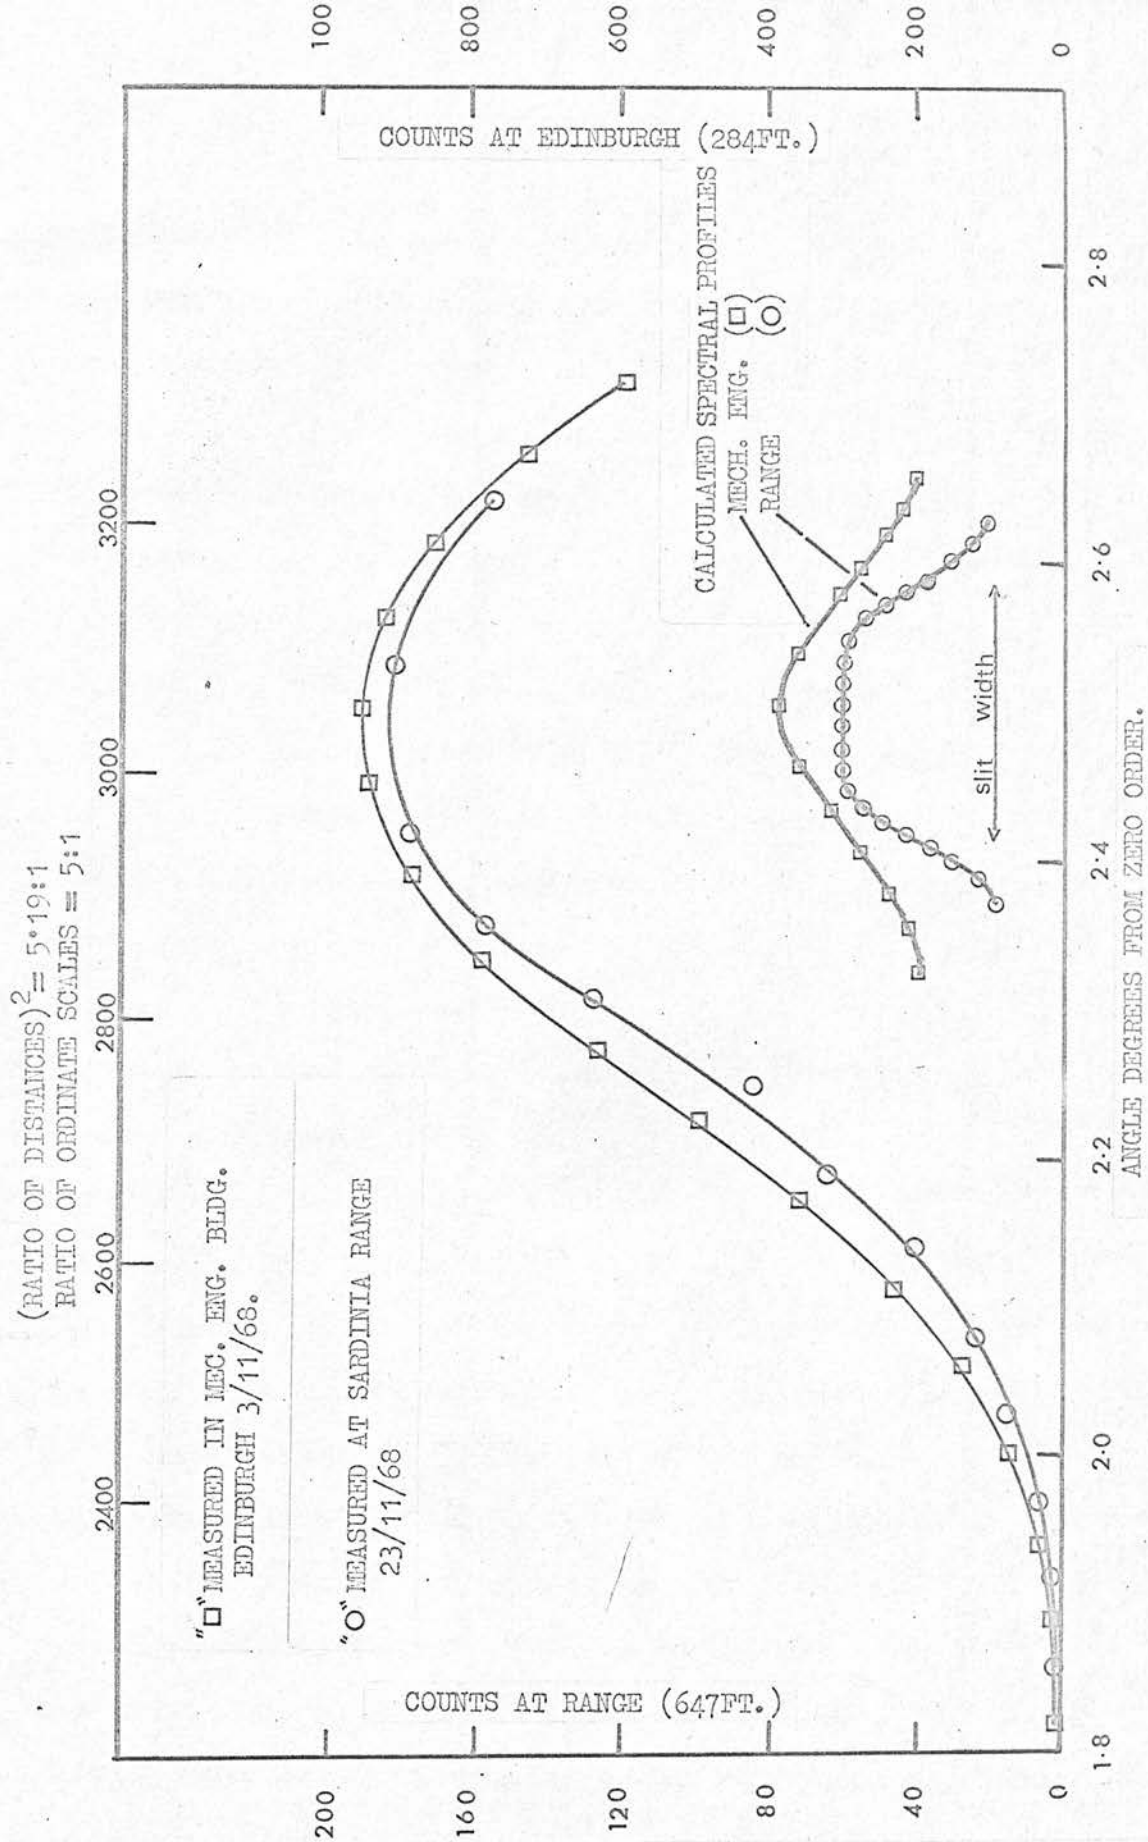 (RATIO OF DISTANCES)2 = 5·19:1
RATIO OF ORDINATE SCALES = 5:1
2400 2600 2800 3000 3200
"□" MEASURED IN MEC. ENG. BLDG.
EDINBURGH 3/11/68.
"O" MEASURED AT SARDINIA RANGE
23/11/68
COUNTS AT RANGE (647FT.)
200
160
120
80
40
0
COUNTS AT EDINBURGH (284FT.)
100
800
600
400
200
0
CALCULATED SPECTRAL PROFILES
MECH. ENG. (□)
RANGE (O)
slit width
1·8 2·0 2·2 2·4 2·6 2·8
ANGLE DEGREES FROM ZERO ORDER.